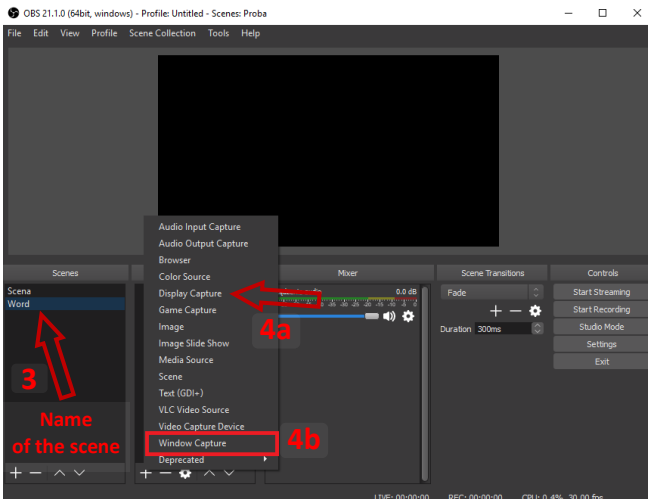 OBS 21.1.0 (64bit, windows) - Profile: Untitled - Scenes: Proba
File Edit View Profile Scene Collection Tools Help
Scenes
Mixer
Scene Transitions
Controls
Scena
Word
3
Name
of the scene
Audio Input Capture
Audio Output Capture
Browser
Color Source
Display Capture
Game Capture
Image
Image Slide Show
Media Source
Scene
Text (GDI+)
VLC Video Source
Video Capture Device
Window Capture
Deprecated
4a
4b
0.0 dB
Fade
Duration 300ms
Start Streaming
Start Recording
Studio Mode
Settings
Exit
LIVE: 00:00:00 REC: 00:00:00 CPU: 0.4%, 30.00 fps